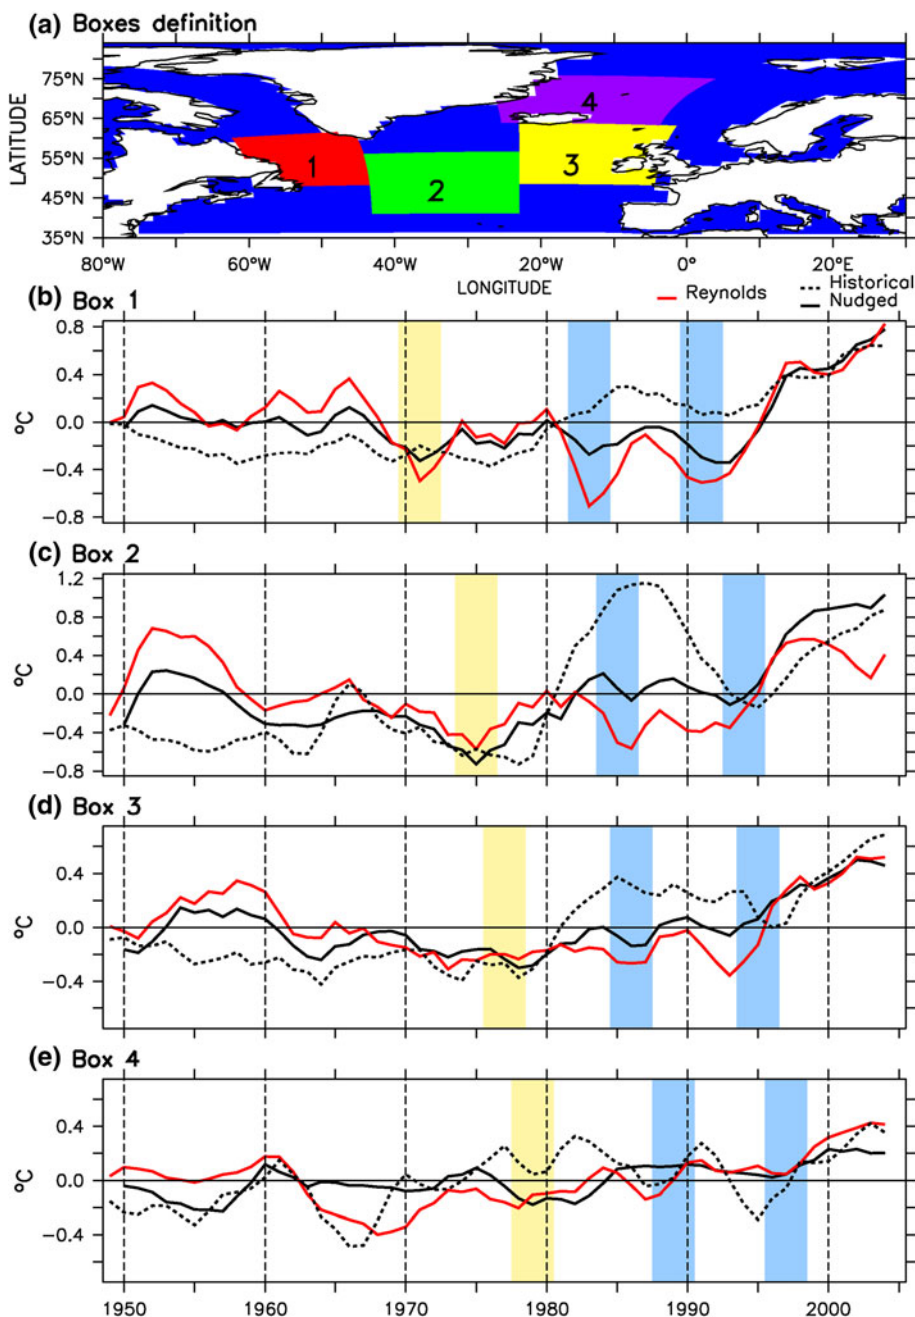 (a) Boxes definition
LATITUDE
75°N
65°N
55°N
45°N
35°N
1
2
3
4
80°W 60°W 40°W 20°W 0° 20°E
LONGITUDE
Reynolds
Historical
Nudged
(b) Box 1
°C
0.8
0.4
0.0
−0.4
−0.8
(c) Box 2
°C
1.2
0.8
0.4
0.0
−0.4
−0.8
(d) Box 3
°C
0.4
0.0
−0.4
(e) Box 4
°C
0.4
0.0
−0.4
1950 1960 1970 1980 1990 2000